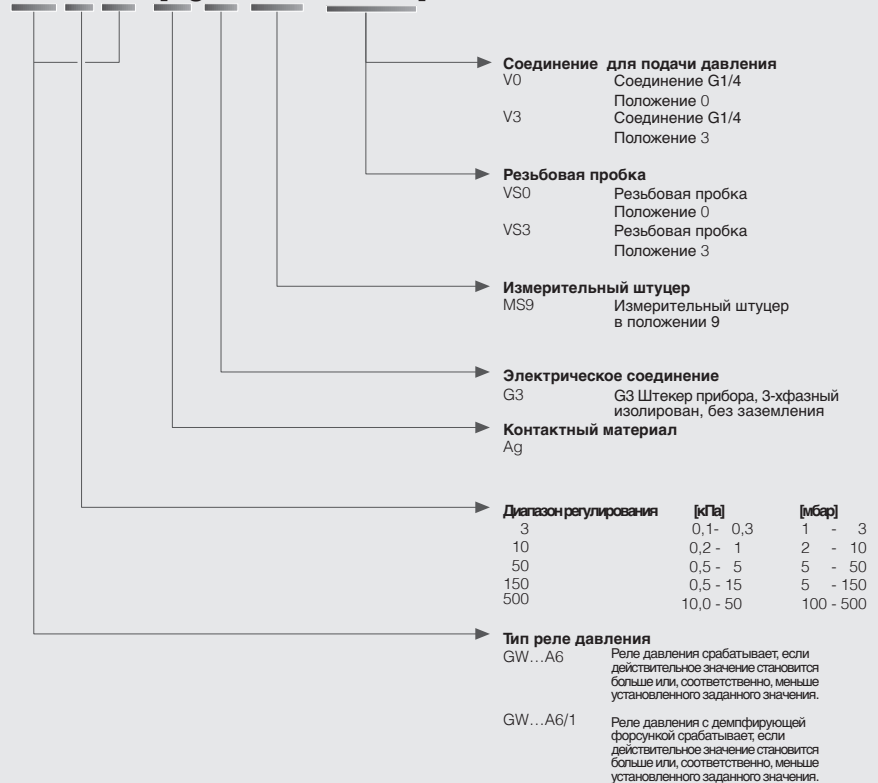 Соединение для подачи давления
V0 Соединение G1/4
Положение 0
V3 Соединение G1/4
Положение 3
Резьбовая пробка
VS0 Резьбовая пробка
Положение 0
VS3 Резьбовая пробка
Положение 3
Измерительный штуцер
MS9 Измерительный штуцер
в положении 9
Электрическое соединение
G3 G3 Штекер прибора, 3-хфазный
изолирован, без заземления
Контактный материал
Ag
Диапазон регулирования [кПа] [мбар]
3 0,1- 0,3 1 - 3
10 0,2 - 1 2 - 10
50 0,5 - 5 5 - 50
150 0,5 - 15 5 - 150
500 10,0 - 50 100 - 500
Тип реле давления
GW…A6 Реле давления срабатывает, если
действительное значение становится
больше или, соответственно, меньше
установленного заданного значения.
GW…A6/1 Реле давления с демпфирующей
форсункой срабатывает, если
действительное значение становится
больше или, соответственно, меньше
установленного заданного значения.